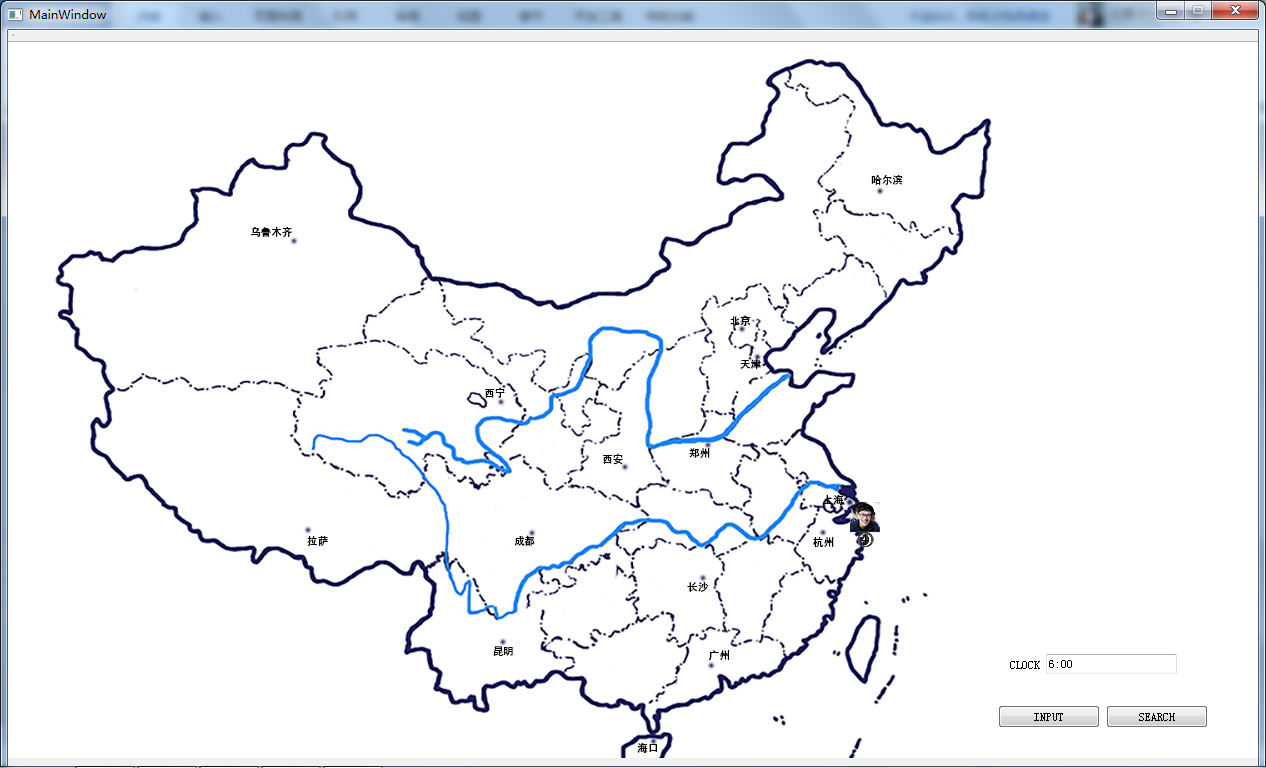 MainWindow
哈尔滨
乌鲁木齐
北京
天津
西宁
郑州
西安
上海
拉萨
成都
杭州
长沙
昆明
广州
CLOCK 6:00
INPUT SEARCH
海口